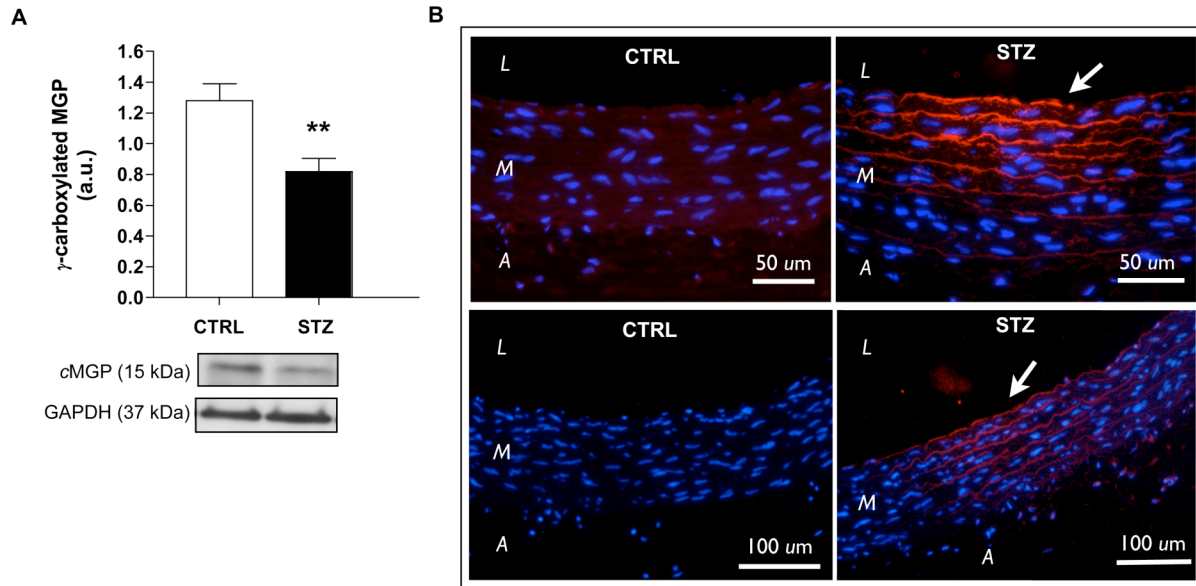 A
γ-carboxylated MGP
(a.u.)
1.6
1.4
1.2
1.0
0.8
0.6
0.4
0.2
0.0
**
CTRL
STZ
cMGP (15 kDa)
GAPDH (37 kDa)
B
L
CTRL
M
A
50 um
L
STZ
M
A
50 um
L
CTRL
M
A
100 um
L
STZ
M
A
100 um